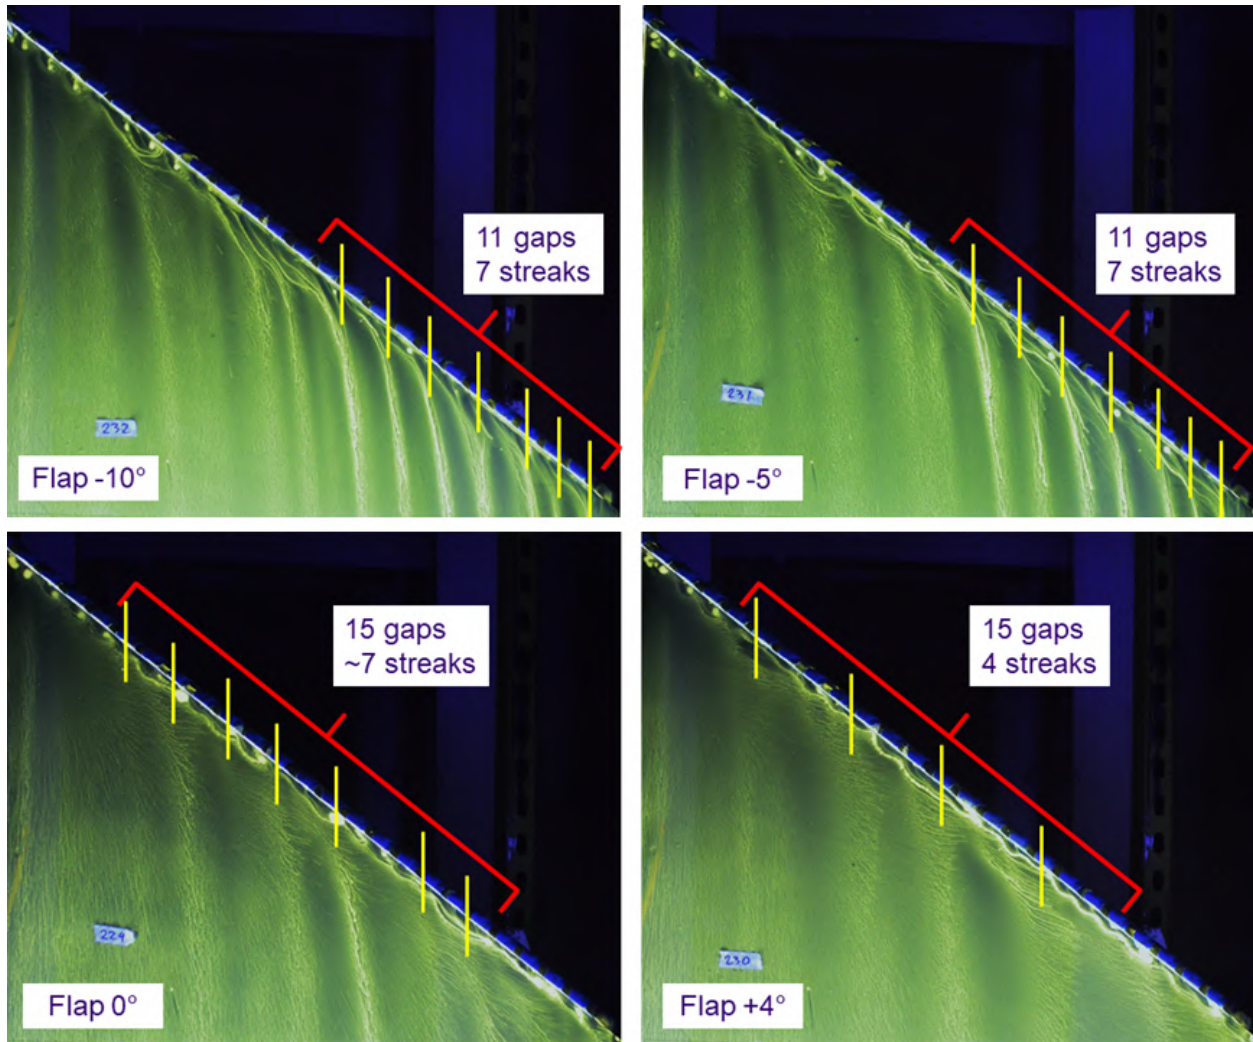 11 gaps
7 streaks
232
Flap -10°
11 gaps
7 streaks
231
Flap -5°
15 gaps
~7 streaks
229
Flap 0°
15 gaps
4 streaks
230
Flap +4°